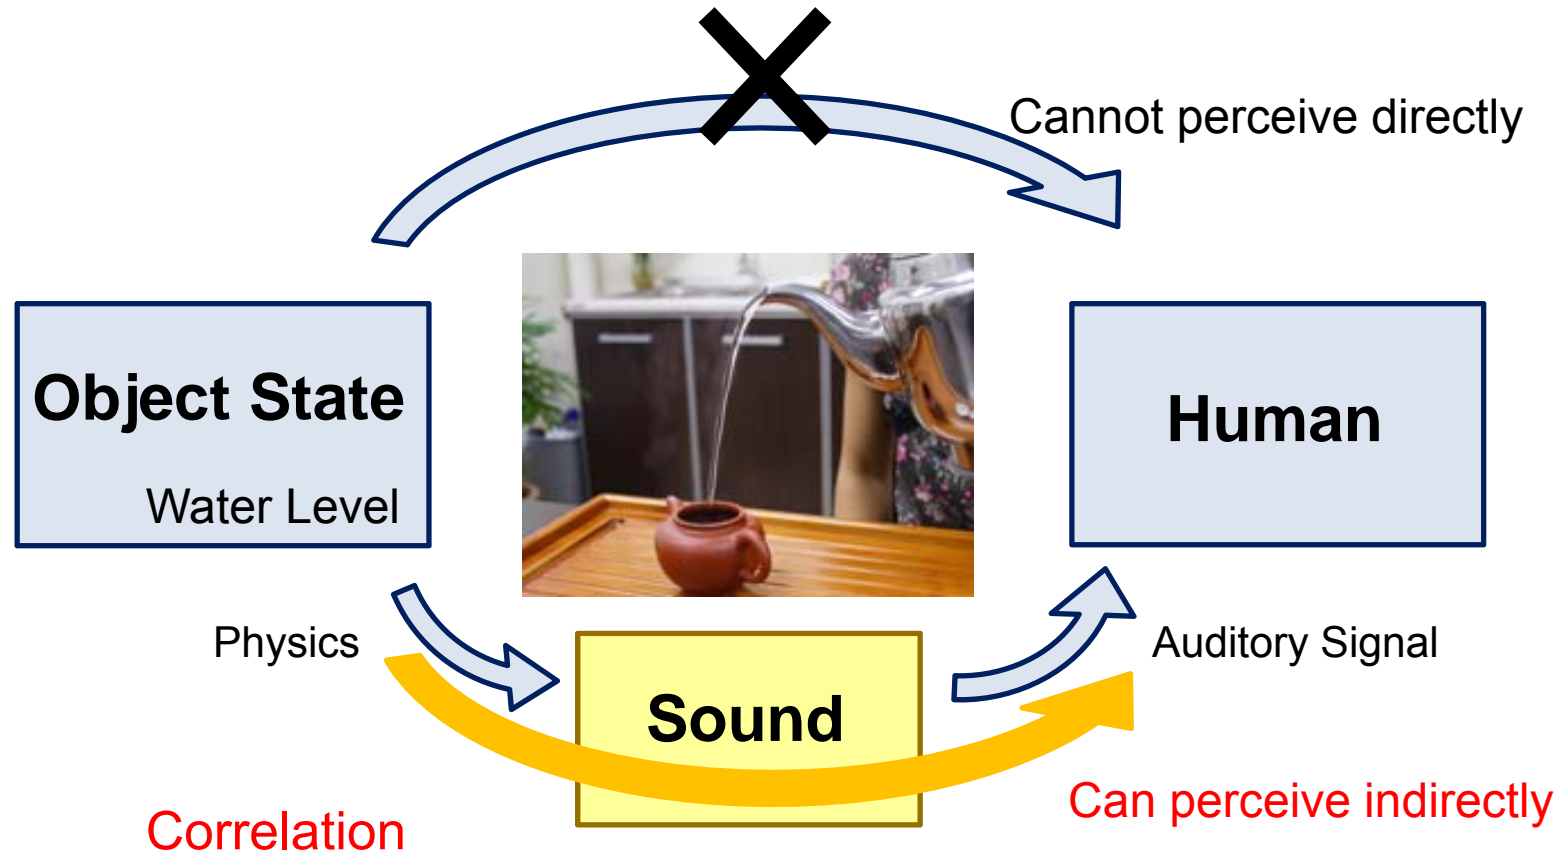 Cannot perceive directly
Object State
Water Level
Human
Physics
Auditory Signal
Sound
Correlation
Can perceive indirectly